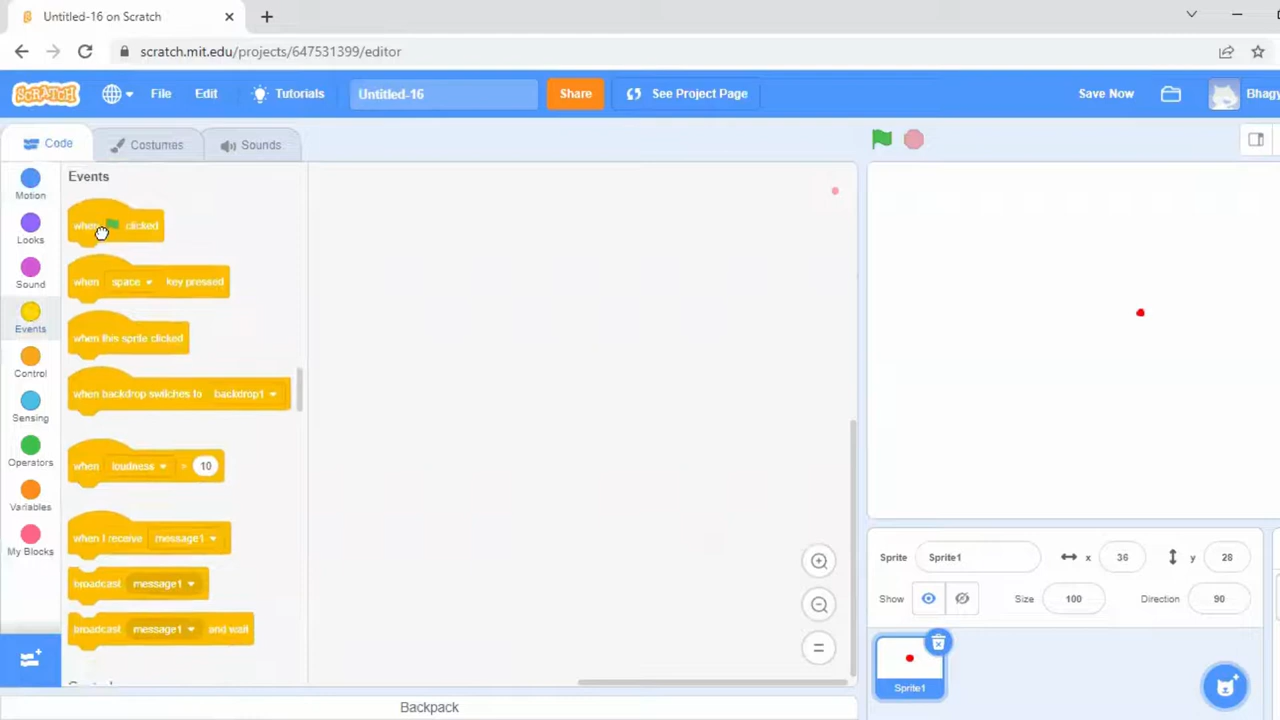 Untitled-16 on Scratch
scratch.mit.edu/projects/647531399/editor
SCRATCH File Edit Tutorials Untitled-16 Share See Project Page Save Now Bhagy
Code Costumes Sounds
Motion
Looks
Sound
Events
Control
Sensing
Operators
Variables
My Blocks
Events
when clicked
when space key pressed
when this sprite clicked
when backdrop switches to backdrop1
when loudness > 10
when I receive message1
broadcast message1
broadcast message1 and wait
Sprite Sprite1 x 36 y 28
Show Size 100 Direction 90
Sprite1
Backpack